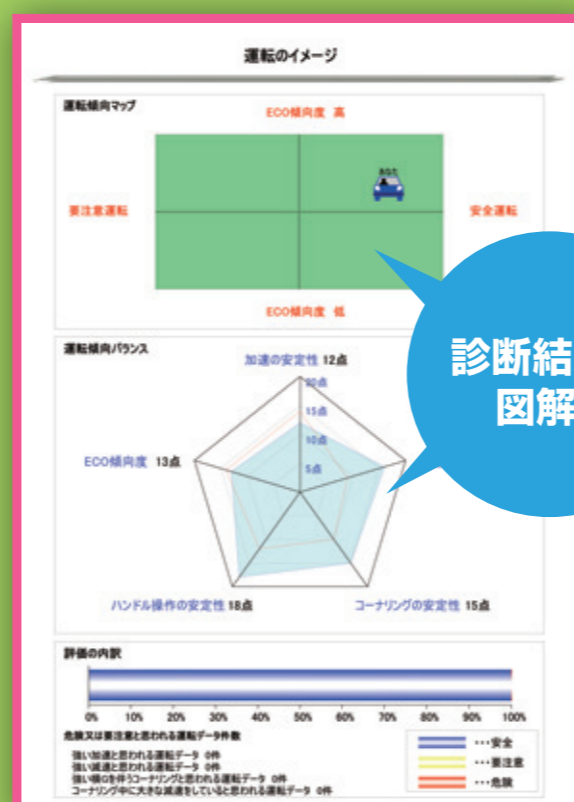 運転のイメージ
運転傾向マップ
ECO傾向度 高
あなた
要注意運転
安全運転
ECO傾向度 低
診断結
図解
運転傾向バランス
加速の安定性 12点
20点
15点
10点
5点
ECO傾向度 13点
ハンドル操作の安定性 18点
コーナリングの安定性 15点
評価の内訳
0% 10% 20% 30% 40% 50% 60% 70% 80% 90% 100%
危険又は要注意と思われる運転データ件数
強い加速と思われる運転データ 0件
強い減速と思われる運転データ 0件
強い横Gを伴うコーナリングと思われる運転データ 0件
コーナリング中に大きな減速をしていると思われる運転データ 0件
・・・安全
・・・要注意
・・・危険